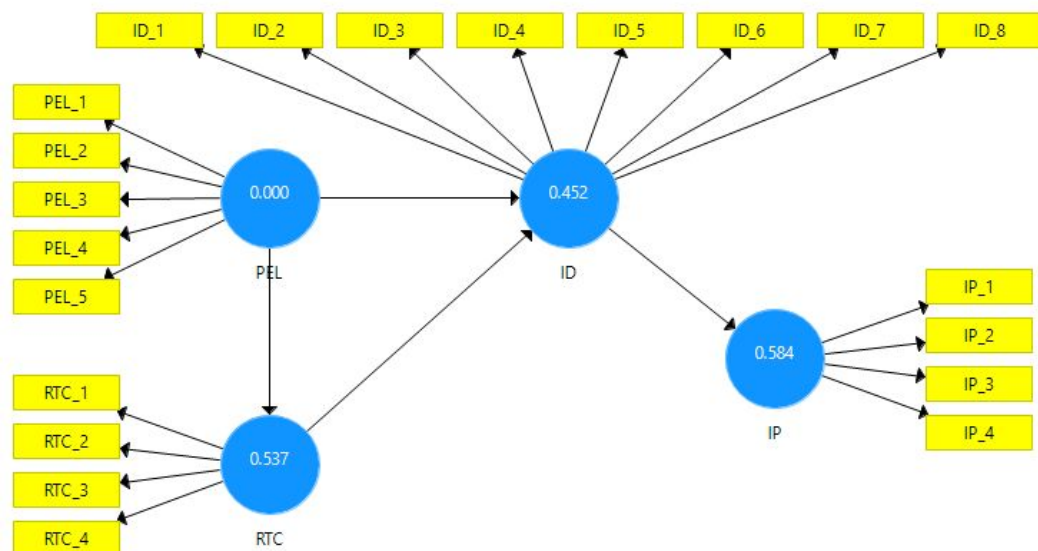 ID_1
ID_2
ID_3
ID_4
ID_5
ID_6
ID_7
ID_8
PEL_1
PEL_2
PEL_3
PEL_4
PEL_5
0.000
PEL
0.452
ID
IP_1
IP_2
IP_3
IP_4
0.584
IP
RTC_1
RTC_2
RTC_3
RTC_4
0.537
RTC